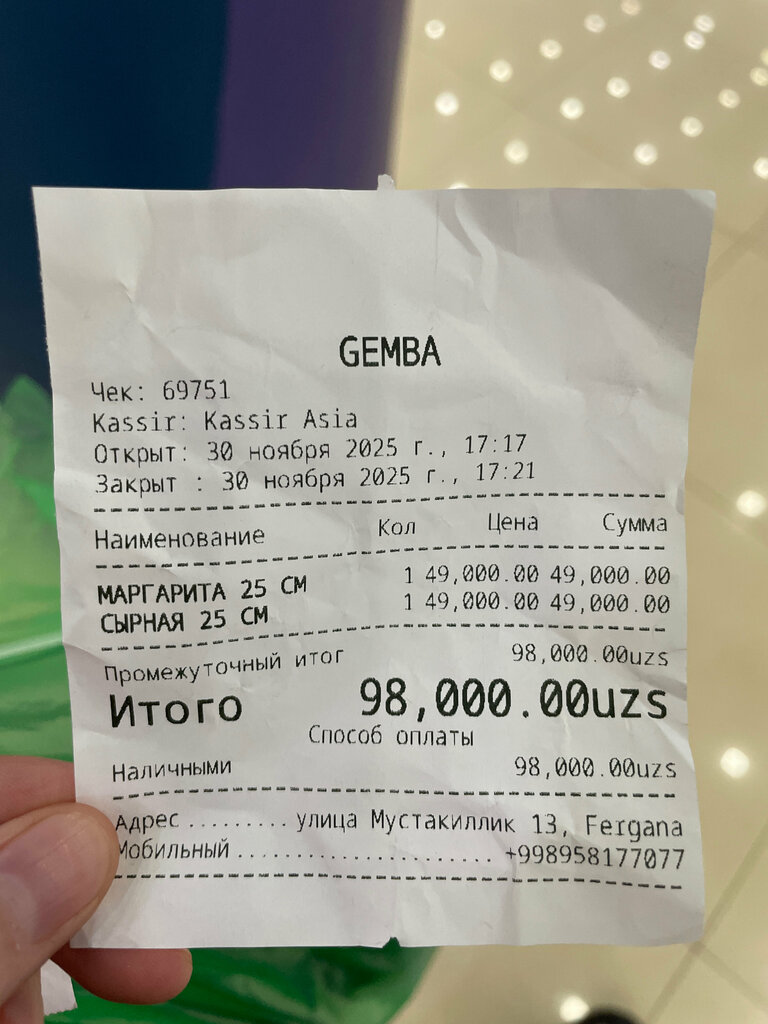 GEMBA
Чек: 69751
Kassir: Kassir Asia
Открыт: 30 ноября 2025 г., 17:17
Закрыт : 30 ноября 2025 г., 17:21
Наименование Кол Цена Сумма
МАРГАРИТА 25 СМ 1 49,000.00 49,000.00
СЫРНАЯ 25 СМ 1 49,000.00 49,000.00
Промежуточный итог 98,000.00uzs
Итого 98,000.00uzs
Способ оплаты
Наличными 98,000.00uzs
Адрес ......... улица Мустакиллик 13, Fergana
Мобильный ...................... +998958177077